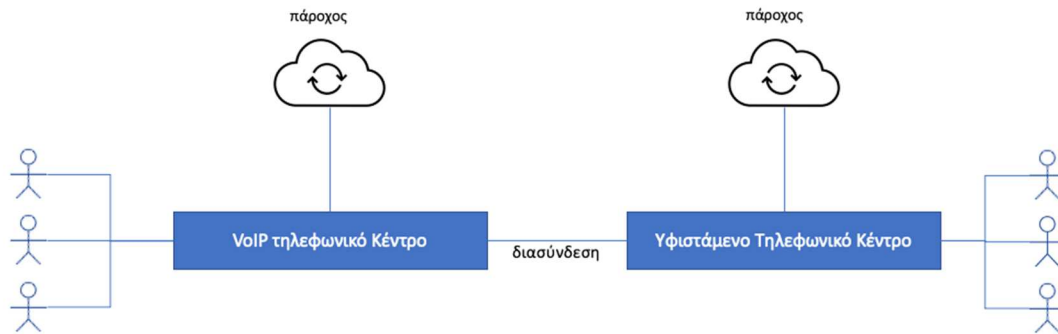 πάροχος
πάροχος
VoIP τηλεφωνικό Κέντρο
διασύνδεση
Υφιστάμενο Τηλεφωνικό Κέντρο